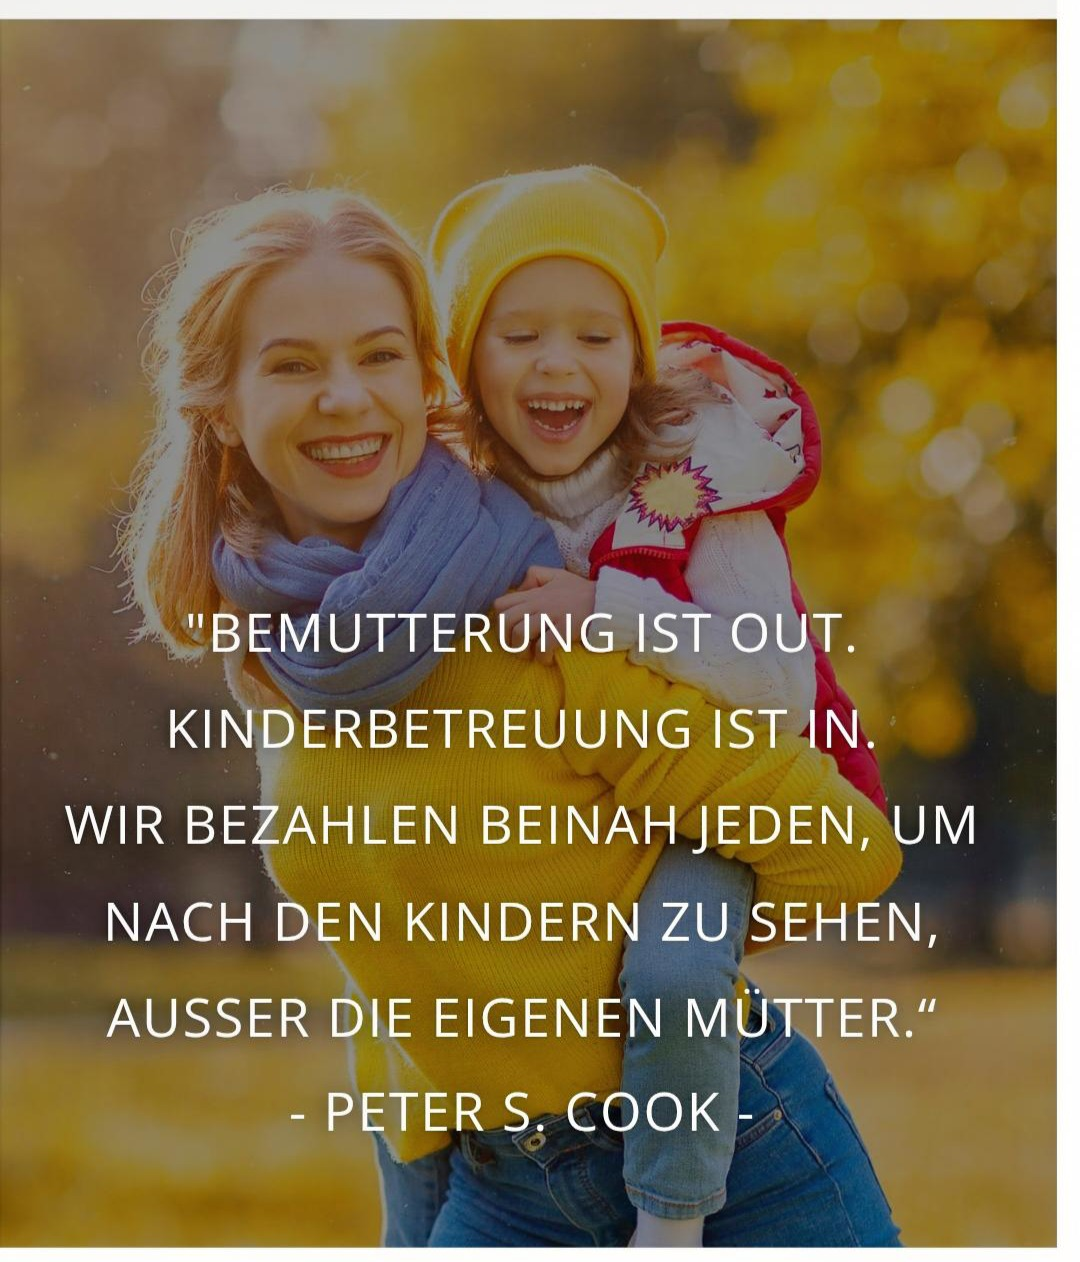 "BEMUTTERUNG IST OUT.
KINDERBETREUUNG IST IN.
WIR BEZAHLEN BEINAH JEDEN, UM
NACH DEN KINDERN ZU SEHEN,
AUSSER DIE EIGENEN MÜTTER.“
- PETER S. COOK -